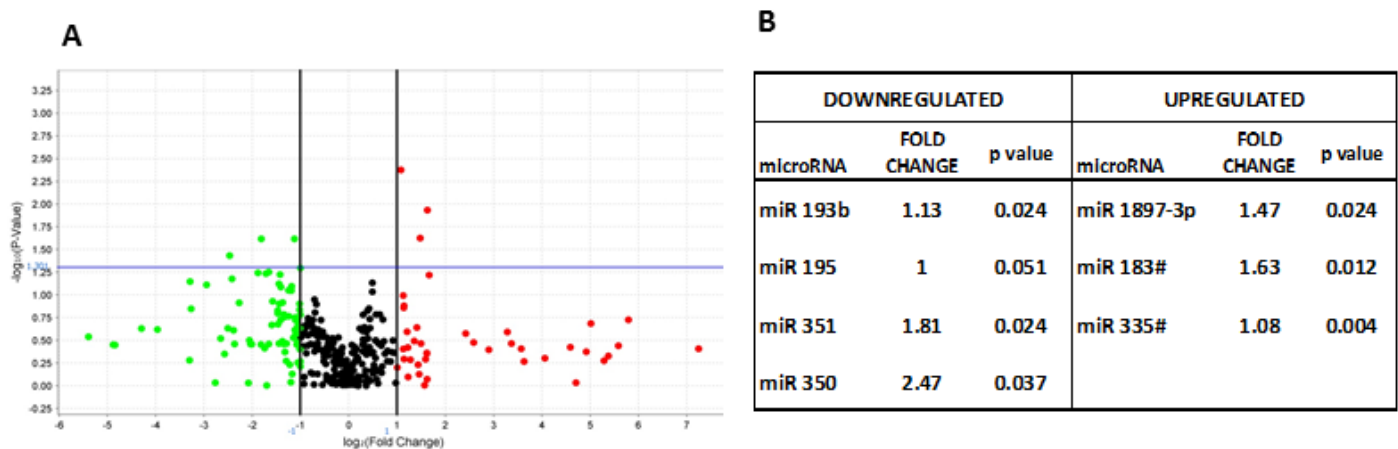 A
B
3.25
3.00
2.75
2.50
2.25
2.00
1.75
1.50
1.301
1.25
1.00
0.75
0.50
0.25
0.00
-0.25
-log₁₀(P-Value)
-6 -5 -4 -3 -2 -1 0 1 2 3 4 5 6 7
-1 1
log₂(Fold Change)
DOWNREGULATED UPREGULATED
microRNA FOLD CHANGE p value microRNA FOLD CHANGE p value
miR 193b 1.13 0.024 miR 1897-3p 1.47 0.024
miR 195 1 0.051 miR 183# 1.63 0.012
miR 351 1.81 0.024 miR 335# 1.08 0.004
miR 350 2.47 0.037